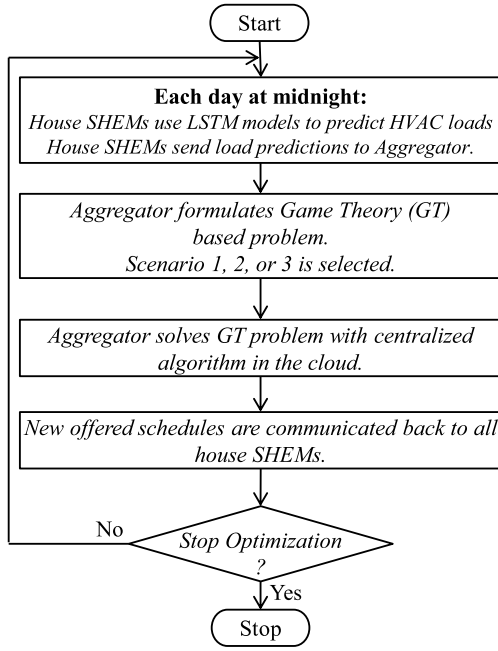 Start
Each day at midnight:
House SHEMs use LSTM models to predict HVAC loads
House SHEMs send load predictions to Aggregator.
Aggregator formulates Game Theory (GT)
based problem.
Scenario 1, 2, or 3 is selected.
Aggregator solves GT problem with centralized
algorithm in the cloud.
New offered schedules are communicated back to all
house SHEMs.
No
Stop Optimization
?
Yes
Stop